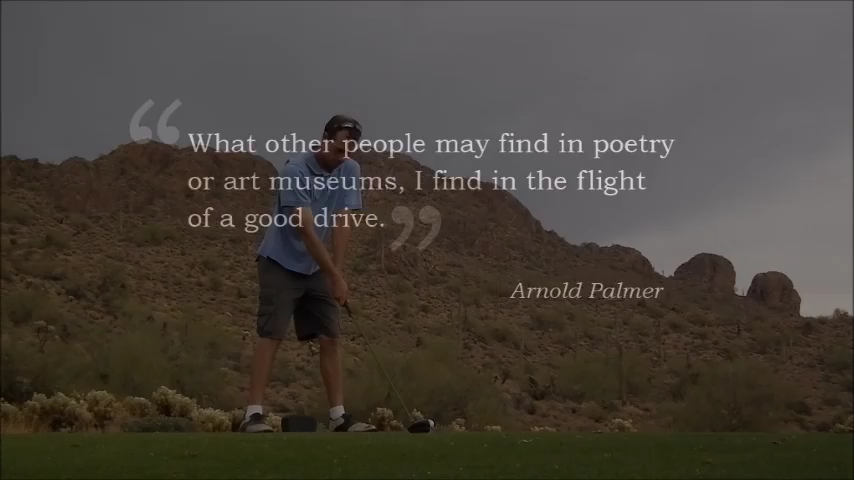 “What other people may find in poetry
or art museums, I find in the flight
of a good drive.”
Arnold Palmer